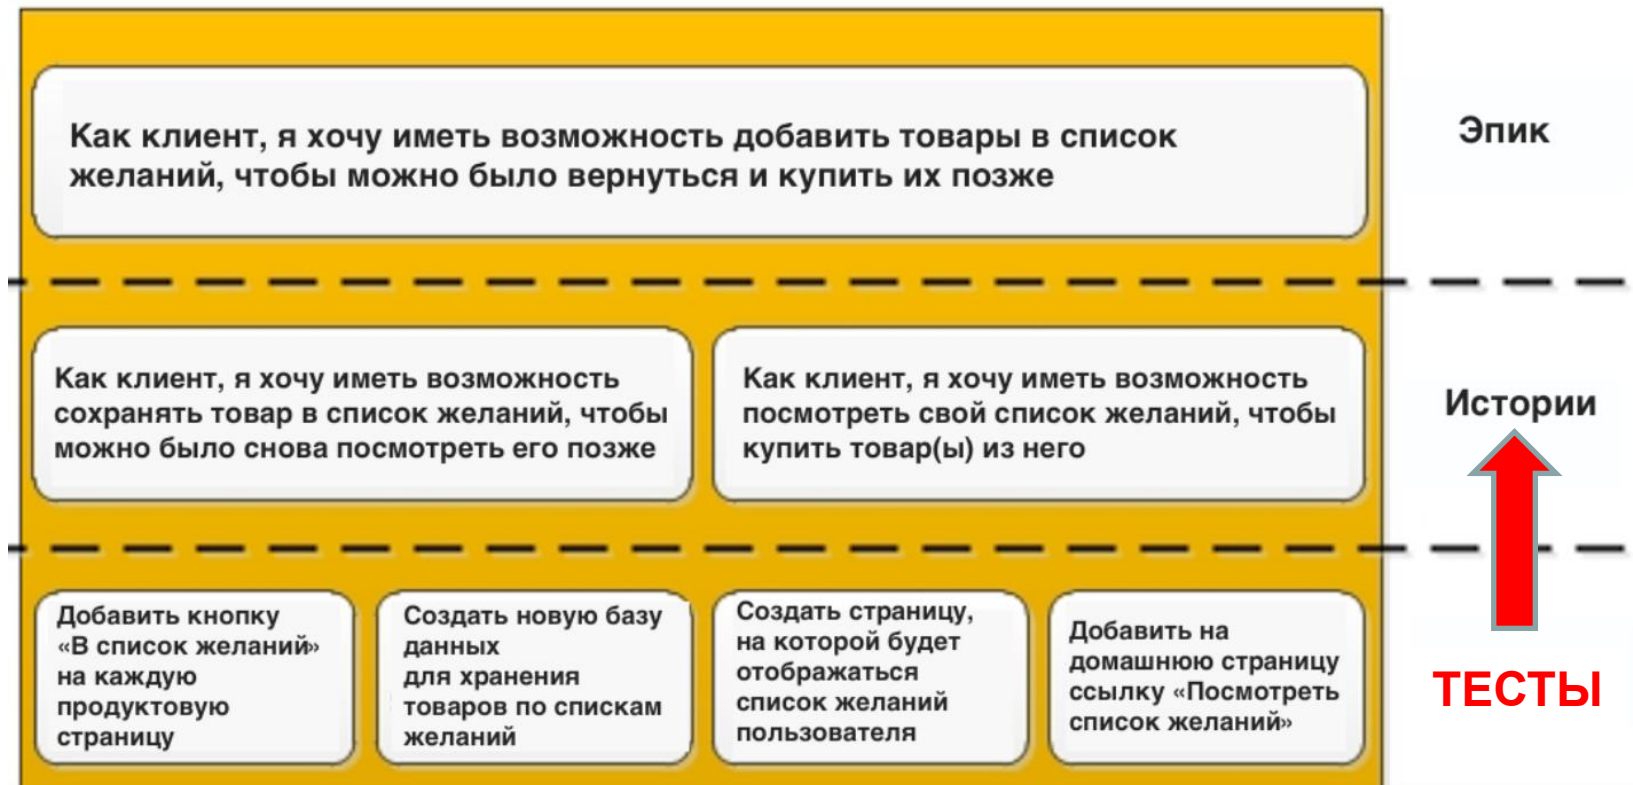 Как клиент, я хочу иметь возможность добавить товары в список
желаний, чтобы можно было вернуться и купить их позже
Эпик
Как клиент, я хочу иметь возможность
сохранять товар в список желаний, чтобы
можно было снова посмотреть его позже
Как клиент, я хочу иметь возможность
посмотреть свой список желаний, чтобы
купить товар(ы) из него
Истории
Добавить кнопку
«В список желаний»
на каждую
продуктовую
страницу
Создать новую базу
данных
для хранения
товаров по спискам
желаний
Создать страницу,
на которой будет
отображаться
список желаний
пользователя
Добавить на
домашнюю страницу
ссылку «Посмотреть
список желаний»
ТЕСТЫ